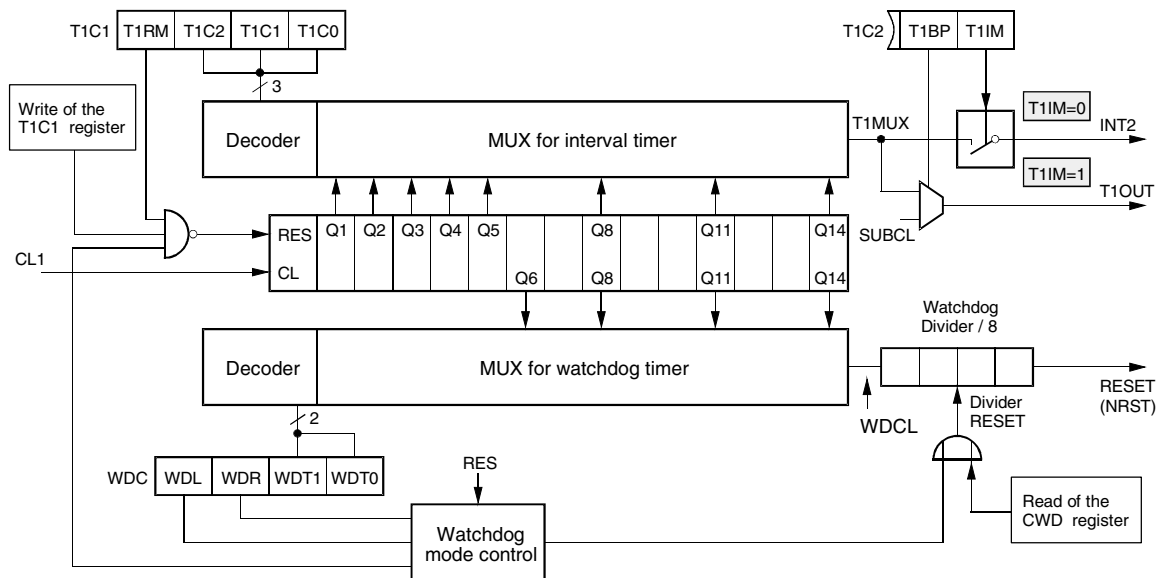 T1C1 T1RM T1C2 T1C1 T1C0
T1C2 T1BP T1IM
3
Write of the
T1C1 register
Decoder
MUX for interval timer
T1MUX
T1IM=0
INT2
T1IM=1
T1OUT
SUBCL
RES Q1 Q2 Q3 Q4 Q5 Q8 Q11 Q14
CL1
CL Q6 Q8 Q11 Q14
Decoder
MUX for watchdog timer
Watchdog
Divider / 8
RESET
(NRST)
Divider
RESET
WDCL
2
WDC WDL WDR WDT1 WDT0
RES
Watchdog
mode control
Read of the
CWD register